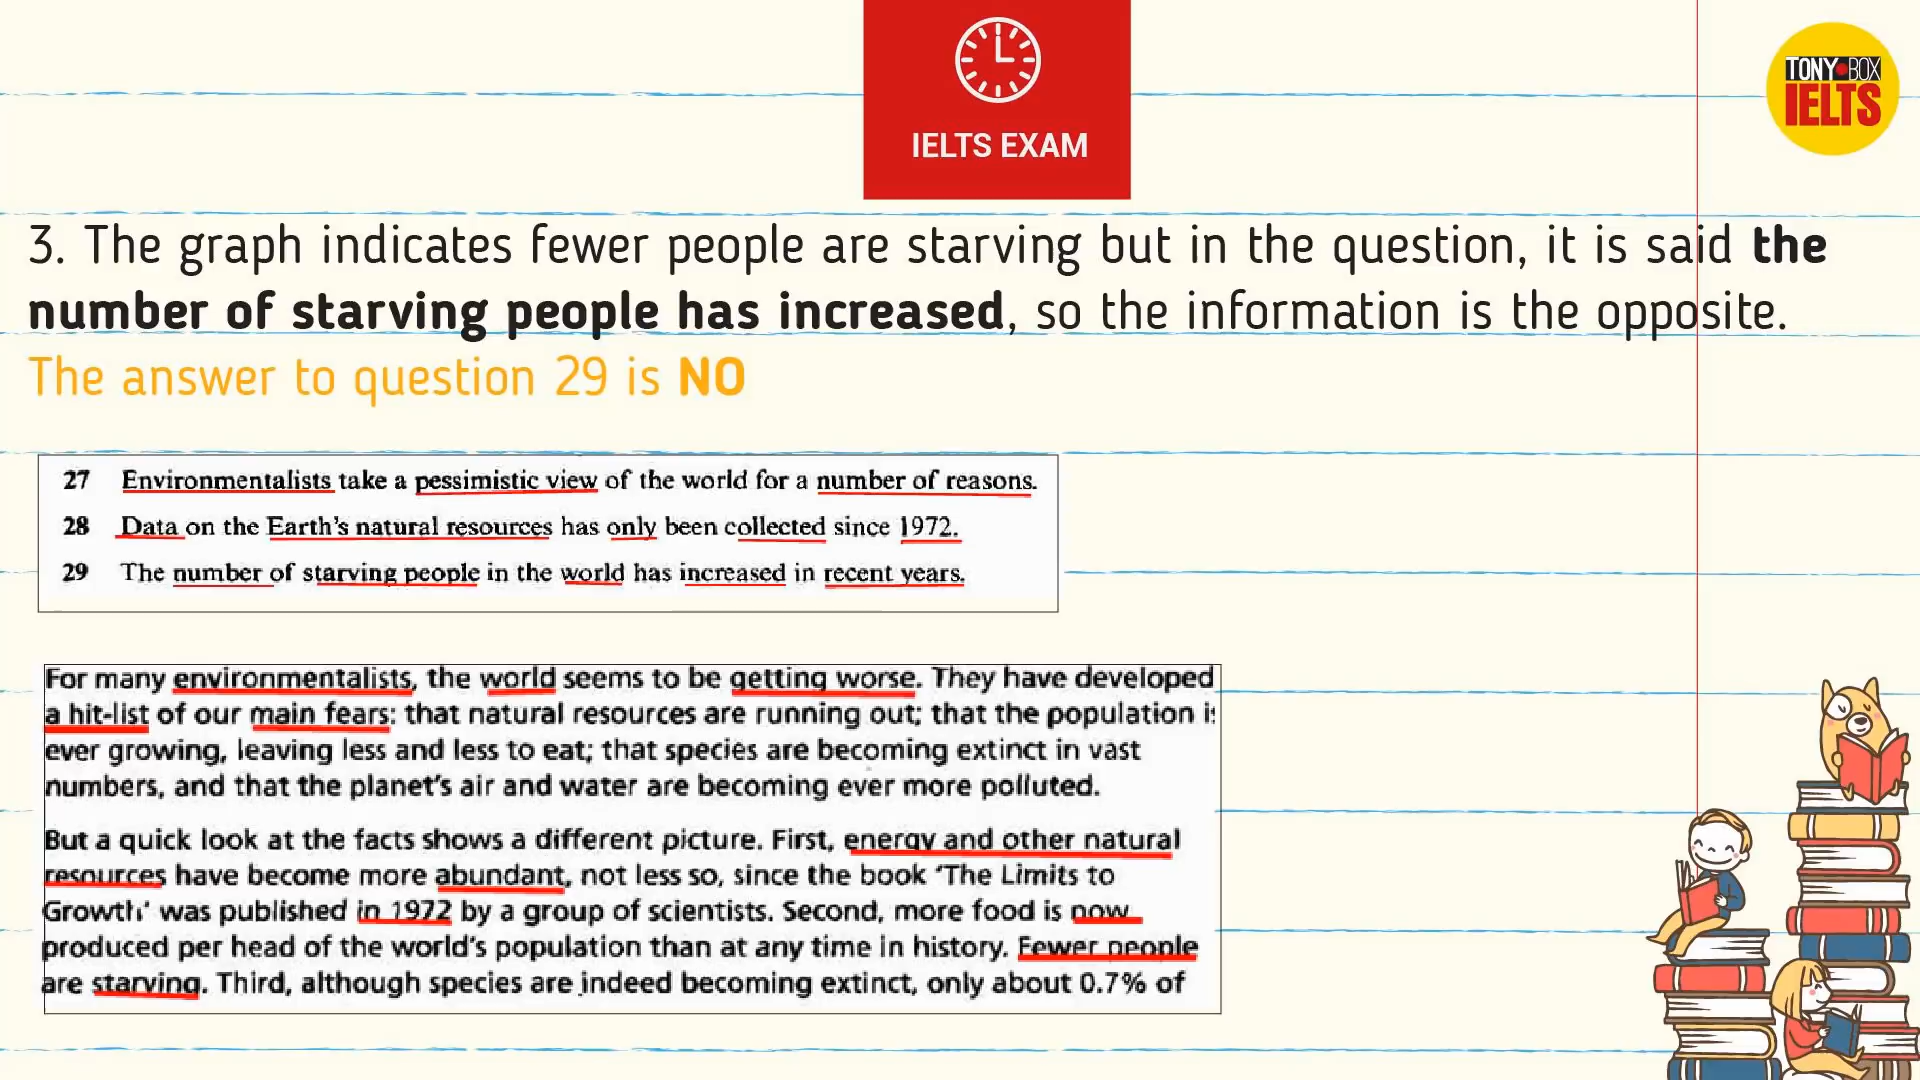 IELTS EXAM
TONY BOX
IELTS
3. The graph indicates fewer people are starving but in the question, it is said the
number of starving people has increased, so the information is the opposite.
The answer to question 29 is NO
27 Environmentalists take a pessimistic view of the world for a number of reasons.
28 Data on the Earth's natural resources has only been collected since 1972.
29 The number of starving people in the world has increased in recent years.
For many environmentalists, the world seems to be getting worse. They have developed
a hit-list of our main fears: that natural resources are running out; that the population is
ever growing, leaving less and less to eat; that species are becoming extinct in vast
numbers, and that the planet's air and water are becoming ever more polluted.
But a quick look at the facts shows a different picture. First, energy and other natural
resources have become more abundant, not less so, since the book 'The Limits to
Growth' was published in 1972 by a group of scientists. Second, more food is now
produced per head of the world's population than at any time in history. Fewer people
are starving. Third, although species are indeed becoming extinct, only about 0.7% of